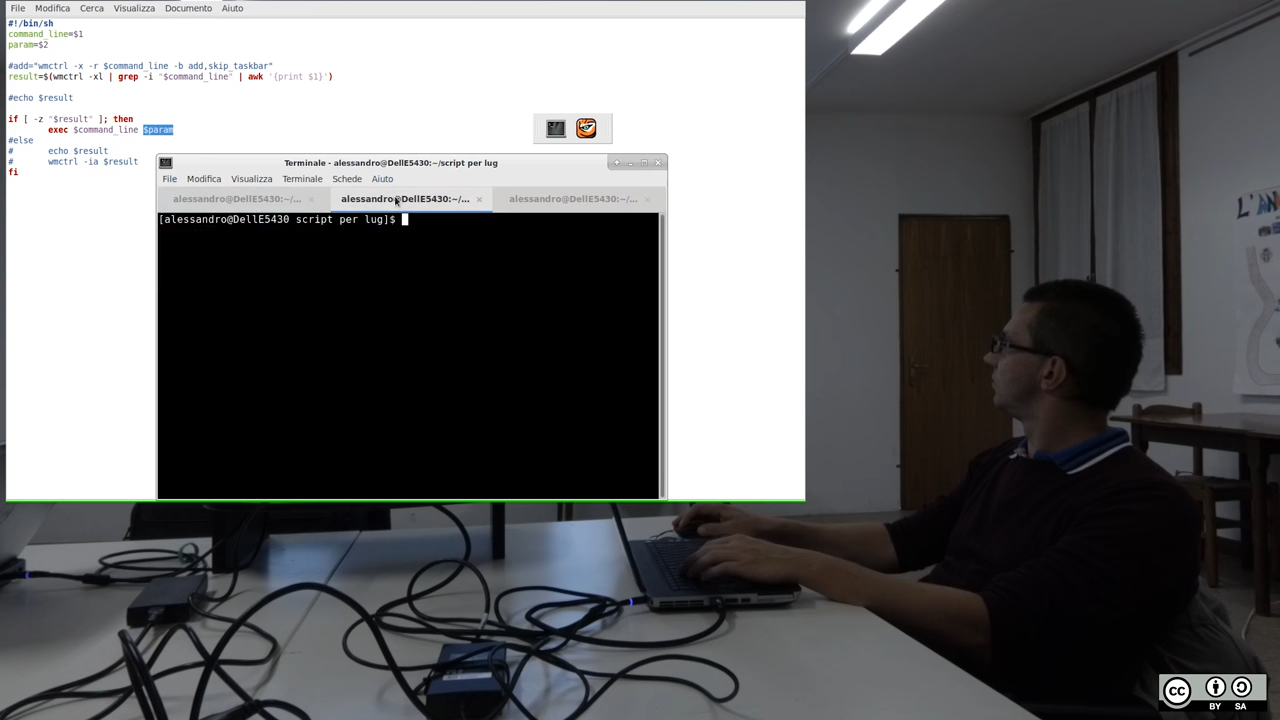 File Modifica Cerca Visualizza Documento Aiuto
#!/bin/sh
command_line=$1
param=$2
#add="wmctrl -x -r $command_line -b add,skip_taskbar"
result=$(wmctrl -xl | grep -i "$command_line" | awk '{print $1}')
#echo $result
if [ -z "$result" ]; then
exec $command_line $param
#else
# echo $result
# wmctrl -ia $result
fi
Terminale - alessandro@DellE5430:~/script per lug
File Modifica Visualizza Terminale Schede Aiuto
alessandro@DellE5430:~/... alessandro@DellE5430:~/... alessandro@DellE5430:~/...
[alessandro@DellE5430 script per lug]$
cc BY SA